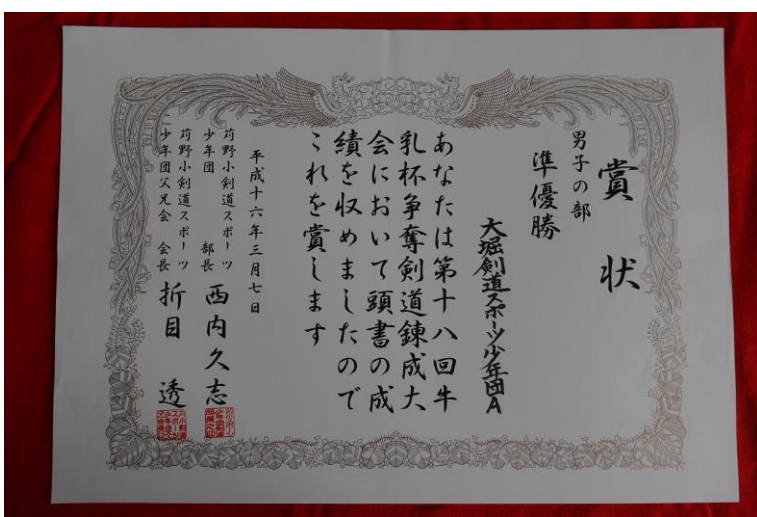 賞状
男子の部
準優勝
大堀剣道スポーツ少年団A
あなたは第十八回牛
乳杯争奪剣道錬成大
会において頭書の成
績を収めましたので
これを賞します
平成十六年三月七日
苅野小剣道スポーツ
少年団 部長 西内久志
苅野小剣道スポーツ
少年団父兄会 会長 折目 透